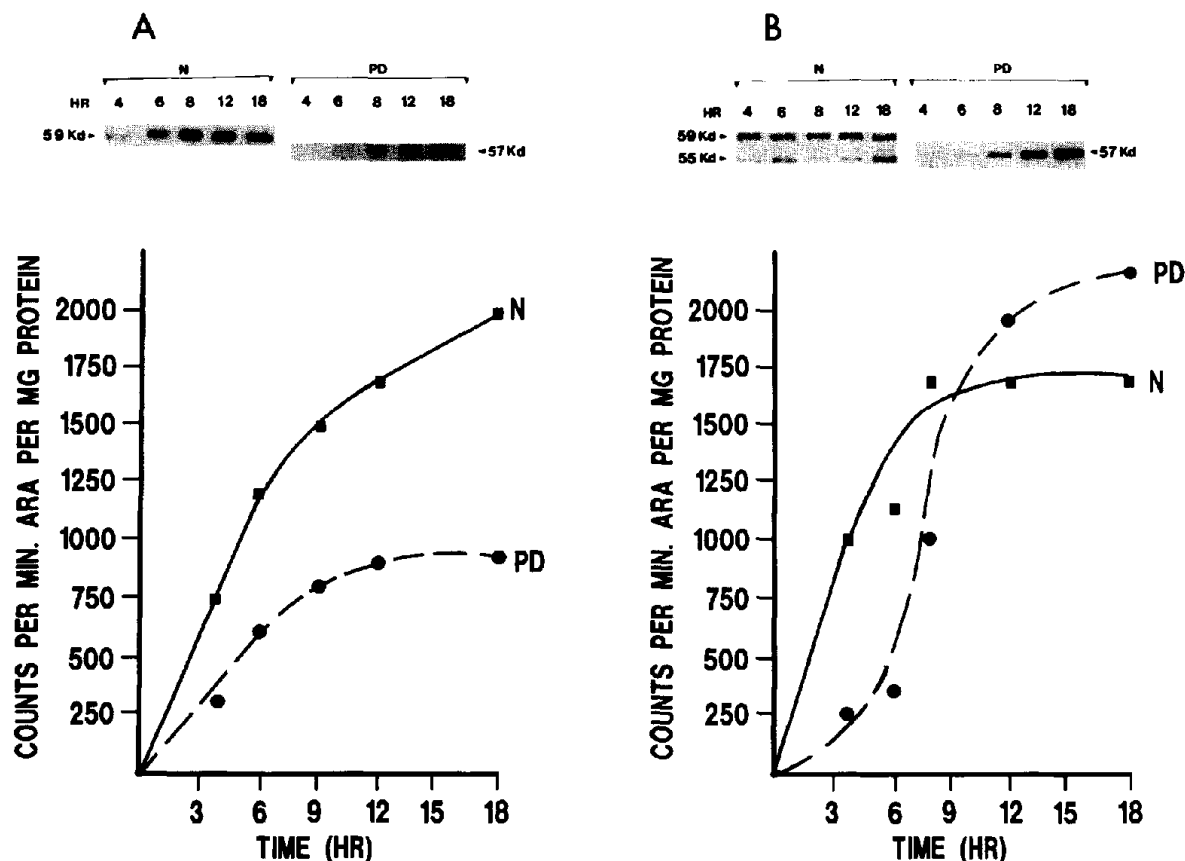 A
N PD
HR 4 6 8 12 18 4 6 8 12 18
59 Kd
57 Kd
COUNTS PER MIN. ARA PER MG PROTEIN
2000
1750
1500
1250
1000
750
500
250
N
PD
3 6 9 12 15 18
TIME (HR)
B
N PD
HR 4 6 8 12 18 4 6 8 12 18
59 Kd
55 Kd
57 Kd
COUNTS PER MIN. ARA PER MG PROTEIN
2000
1750
1500
1250
1000
750
500
250
PD
N
3 6 9 12 15 18
TIME (HR)